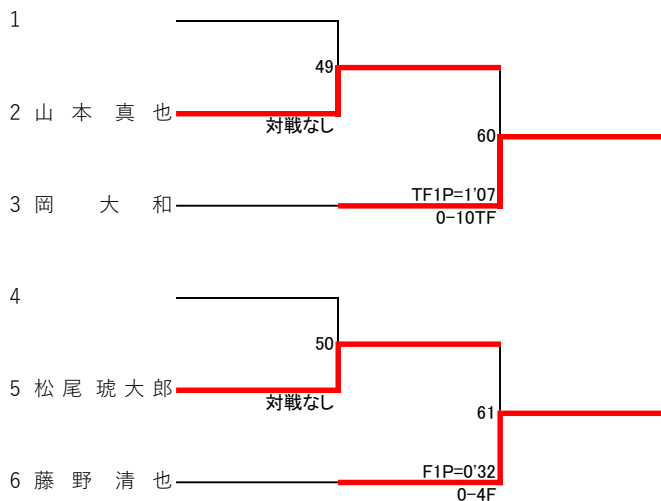 1
49
2 山本 真也
対戦なし
60
3 岡 大和
TF1P=1'07
0-10TF
4
50
5 松尾 琥大郎
対戦なし
61
6 藤野 清也
F1P=0'32
0-4F